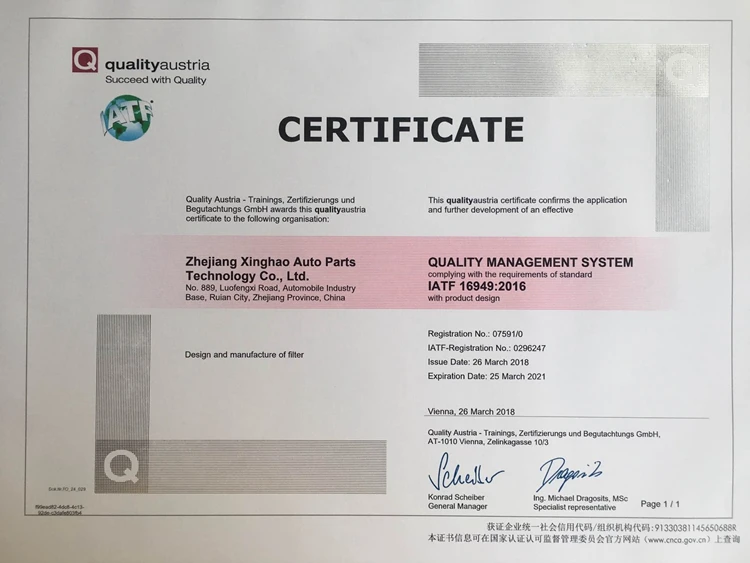 qualityaustria
Succeed with Quality
IATF
CERTIFICATE
Quality Austria - Trainings, Zertifizierungs und
Begutachtungs GmbH awards this qualityaustria
certificate to the following organisation:
This qualityaustria certificate confirms the application
and further development of an effective
Zhejiang Xinghao Auto Parts
Technology Co., Ltd.
No. 889, Luofengxi Road, Automobile Industry
Base, Ruian City, Zhejiang Province, China
QUALITY MANAGEMENT SYSTEM
complying with the requirements of standard
IATF 16949:2016
with product design
Design and manufacture of filter
Registration No.: 07591/0
IATF-Registration No.: 0296247
Issue Date: 26 March 2018
Expiration Date: 25 March 2021
Vienna, 26 March 2018
Quality Austria - Trainings, Zertifizierungs und Begutachtungs GmbH,
AT-1010 Vienna, Zelinkagasse 10/3
Scheiber
Dragosits
Konrad Scheiber
General Manager
Ing. Michael Dragosits, MSc
Specialist representative
Page 1 / 1
获证企业统一社会信用代码/组织机构代码:91330381145650688R
本证书信息可在国家认证认可监督管理委员会官方网站（www.cnca.gov.cn）上查询